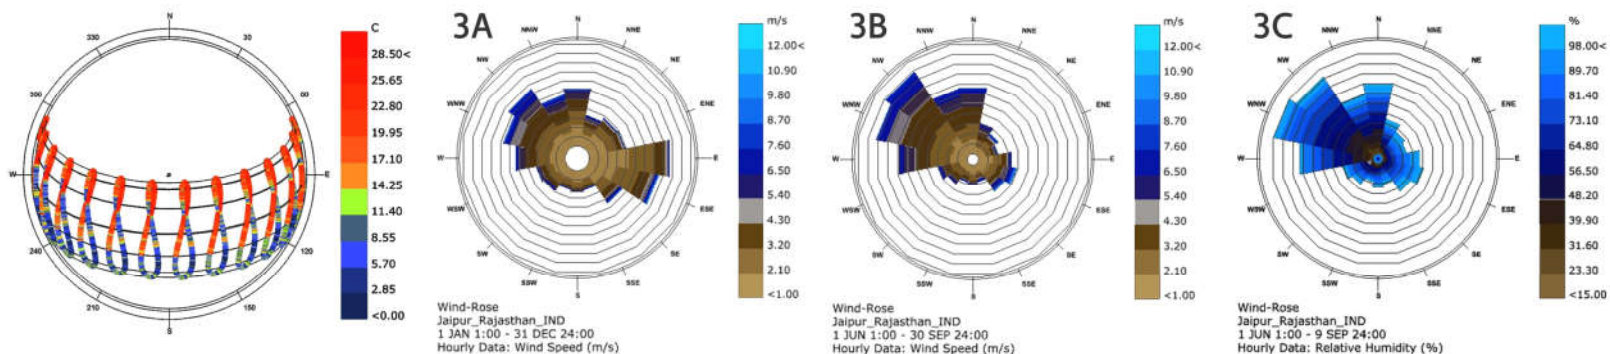 N
30
60
E
120
150
S
210
240
W
300
330
C
28.50<
25.65
22.80
19.95
17.10
14.25
11.40
8.55
5.70
2.85
<0.00
3A
N
NNE
NE
ENE
E
ESE
SE
SSE
S
SSW
SW
WSW
W
WNW
NW
NNW
m/s
12.00<
10.90
8.70
7.60
6.50
5.40
4.30
3.20
2.10
<1.00
Wind-Rose
Jaipur_Rajasthan_IND
1 JAN 1:00 - 31 DEC 24:00
Hourly Data: Wind Speed (m/s)
3B
N
NNE
NE
ENE
E
ESE
SE
SSE
S
SSW
SW
WSW
W
WNW
NW
NNW
m/s
12.00<
10.90
8.70
7.60
6.50
5.40
4.30
3.20
2.10
<1.00
Wind-Rose
Jaipur_Rajasthan_IND
1 JUN 1:00 - 30 SEP 24:00
Hourly Data: Wind Speed (m/s)
3C
N
NNE
NE
ENE
E
ESE
SE
SSE
S
SSW
SW
WSW
W
WNW
NW
NNW
%
98.00<
89.70
81.40
73.10
64.80
56.50
48.20
39.90
31.60
23.30
<15.00
Wind-Rose
Jaipur_Rajasthan_IND
1 JUN 1:00 - 9 SEP 24:00
Hourly Data: Relative Humidity (%)